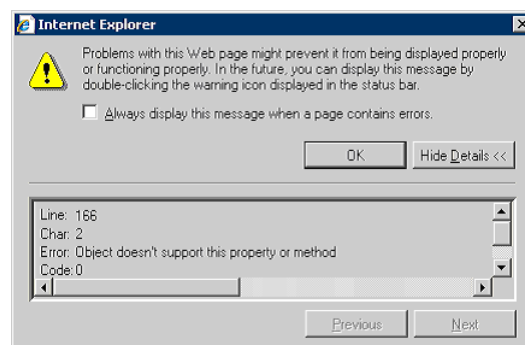 Internet Explorer
Problems with this Web page might prevent it from being displayed properly
or functioning properly. In the future, you can display this message by
double-clicking the warning icon displayed in the status bar.
Always display this message when a page contains errors.
OK
Hide Details <<
Line: 166
Char: 2
Error: Object doesn't support this property or method
Code: 0
Previous
Next